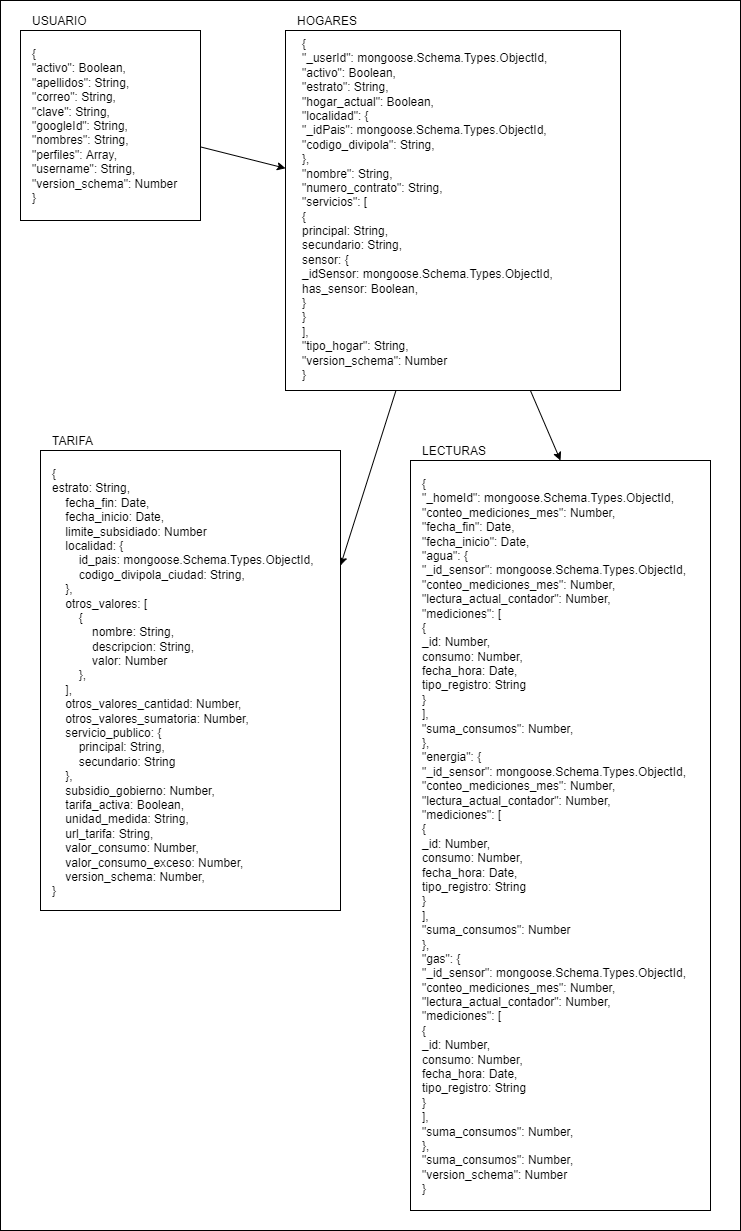 USUARIO
{
"activo": Boolean,
"apellidos": String,
"correo": String,
"clave": String,
"googleId": String,
"nombres": String,
"perfiles": Array,
"username": String,
"version_schema": Number
}
HOGARES
{
"_userId": mongoose.Schema.Types.ObjectId,
"activo": Boolean,
"estrato": String,
"hogar_actual": Boolean,
"localidad": {
"_idPais": mongoose.Schema.Types.ObjectId,
"codigo_divipola": String,
},
"nombre": String,
"numero_contrato": String,
"servicios": [
{
principal: String,
secundario: String,
sensor: {
_idSensor: mongoose.Schema.Types.ObjectId,
has_sensor: Boolean,
}
}
],
"tipo_hogar": String,
"version_schema": Number
}
TARIFA
{
estrato: String,
fecha_fin: Date,
fecha_inicio: Date,
limite_subsidiado: Number
localidad: {
id_pais: mongoose.Schema.Types.ObjectId,
codigo_divipola_ciudad: String,
},
otros_valores: [
{
nombre: String,
descripcion: String,
valor: Number
},
],
otros_valores_cantidad: Number,
otros_valores_sumatoria: Number,
servicio_publico: {
principal: String,
secundario: String
},
subsidio_gobierno: Number,
tarifa_activa: Boolean,
unidad_medida: String,
url_tarifa: String,
valor_consumo: Number,
valor_consumo_exceso: Number,
version_schema: Number,
}
LECTURAS
{
"_homeId": mongoose.Schema.Types.ObjectId,
"conteo_mediciones_mes": Number,
"fecha_fin": Date,
"fecha_inicio": Date,
"agua": {
"_id_sensor": mongoose.Schema.Types.ObjectId,
"conteo_mediciones_mes": Number,
"lectura_actual_contador": Number,
"mediciones": [
{
_id: Number,
consumo: Number,
fecha_hora: Date,
tipo_registro: String
}
],
"suma_consumos": Number,
},
"energia": {
"_id_sensor": mongoose.Schema.Types.ObjectId,
"conteo_mediciones_mes": Number,
"lectura_actual_contador": Number,
"mediciones": [
{
_id: Number,
consumo: Number,
fecha_hora: Date,
tipo_registro: String
}
],
"suma_consumos": Number
},
"gas": {
"_id_sensor": mongoose.Schema.Types.ObjectId,
"conteo_mediciones_mes": Number,
"lectura_actual_contador": Number,
"mediciones": [
{
_id: Number,
consumo: Number,
fecha_hora: Date,
tipo_registro: String
}
],
"suma_consumos": Number,
},
"suma_consumos": Number,
"version_schema": Number
}